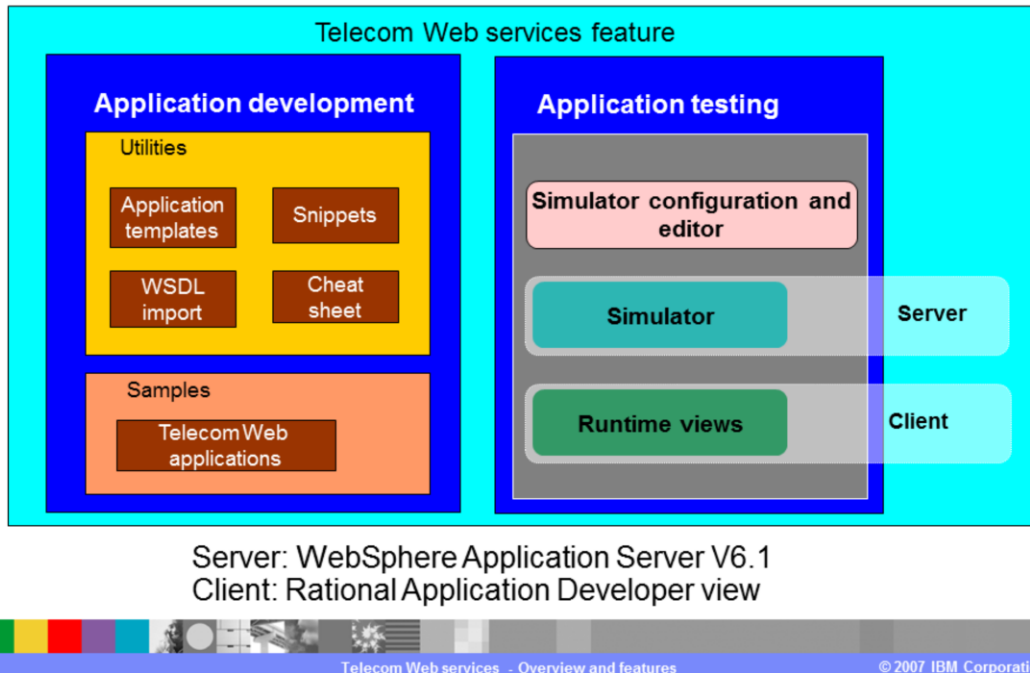 Telecom Web services feature
Application development
Utilities
Application
templates
Snippets
WSDL
import
Cheat
sheet
Samples
Telecom Web
applications
Application testing
Simulator configuration and
editor
Simulator
Server
Runtime views
Client
Server: WebSphere Application Server V6.1
Client: Rational Application Developer view
Telecom Web services - Overview and features
© 2007 IBM Corporati